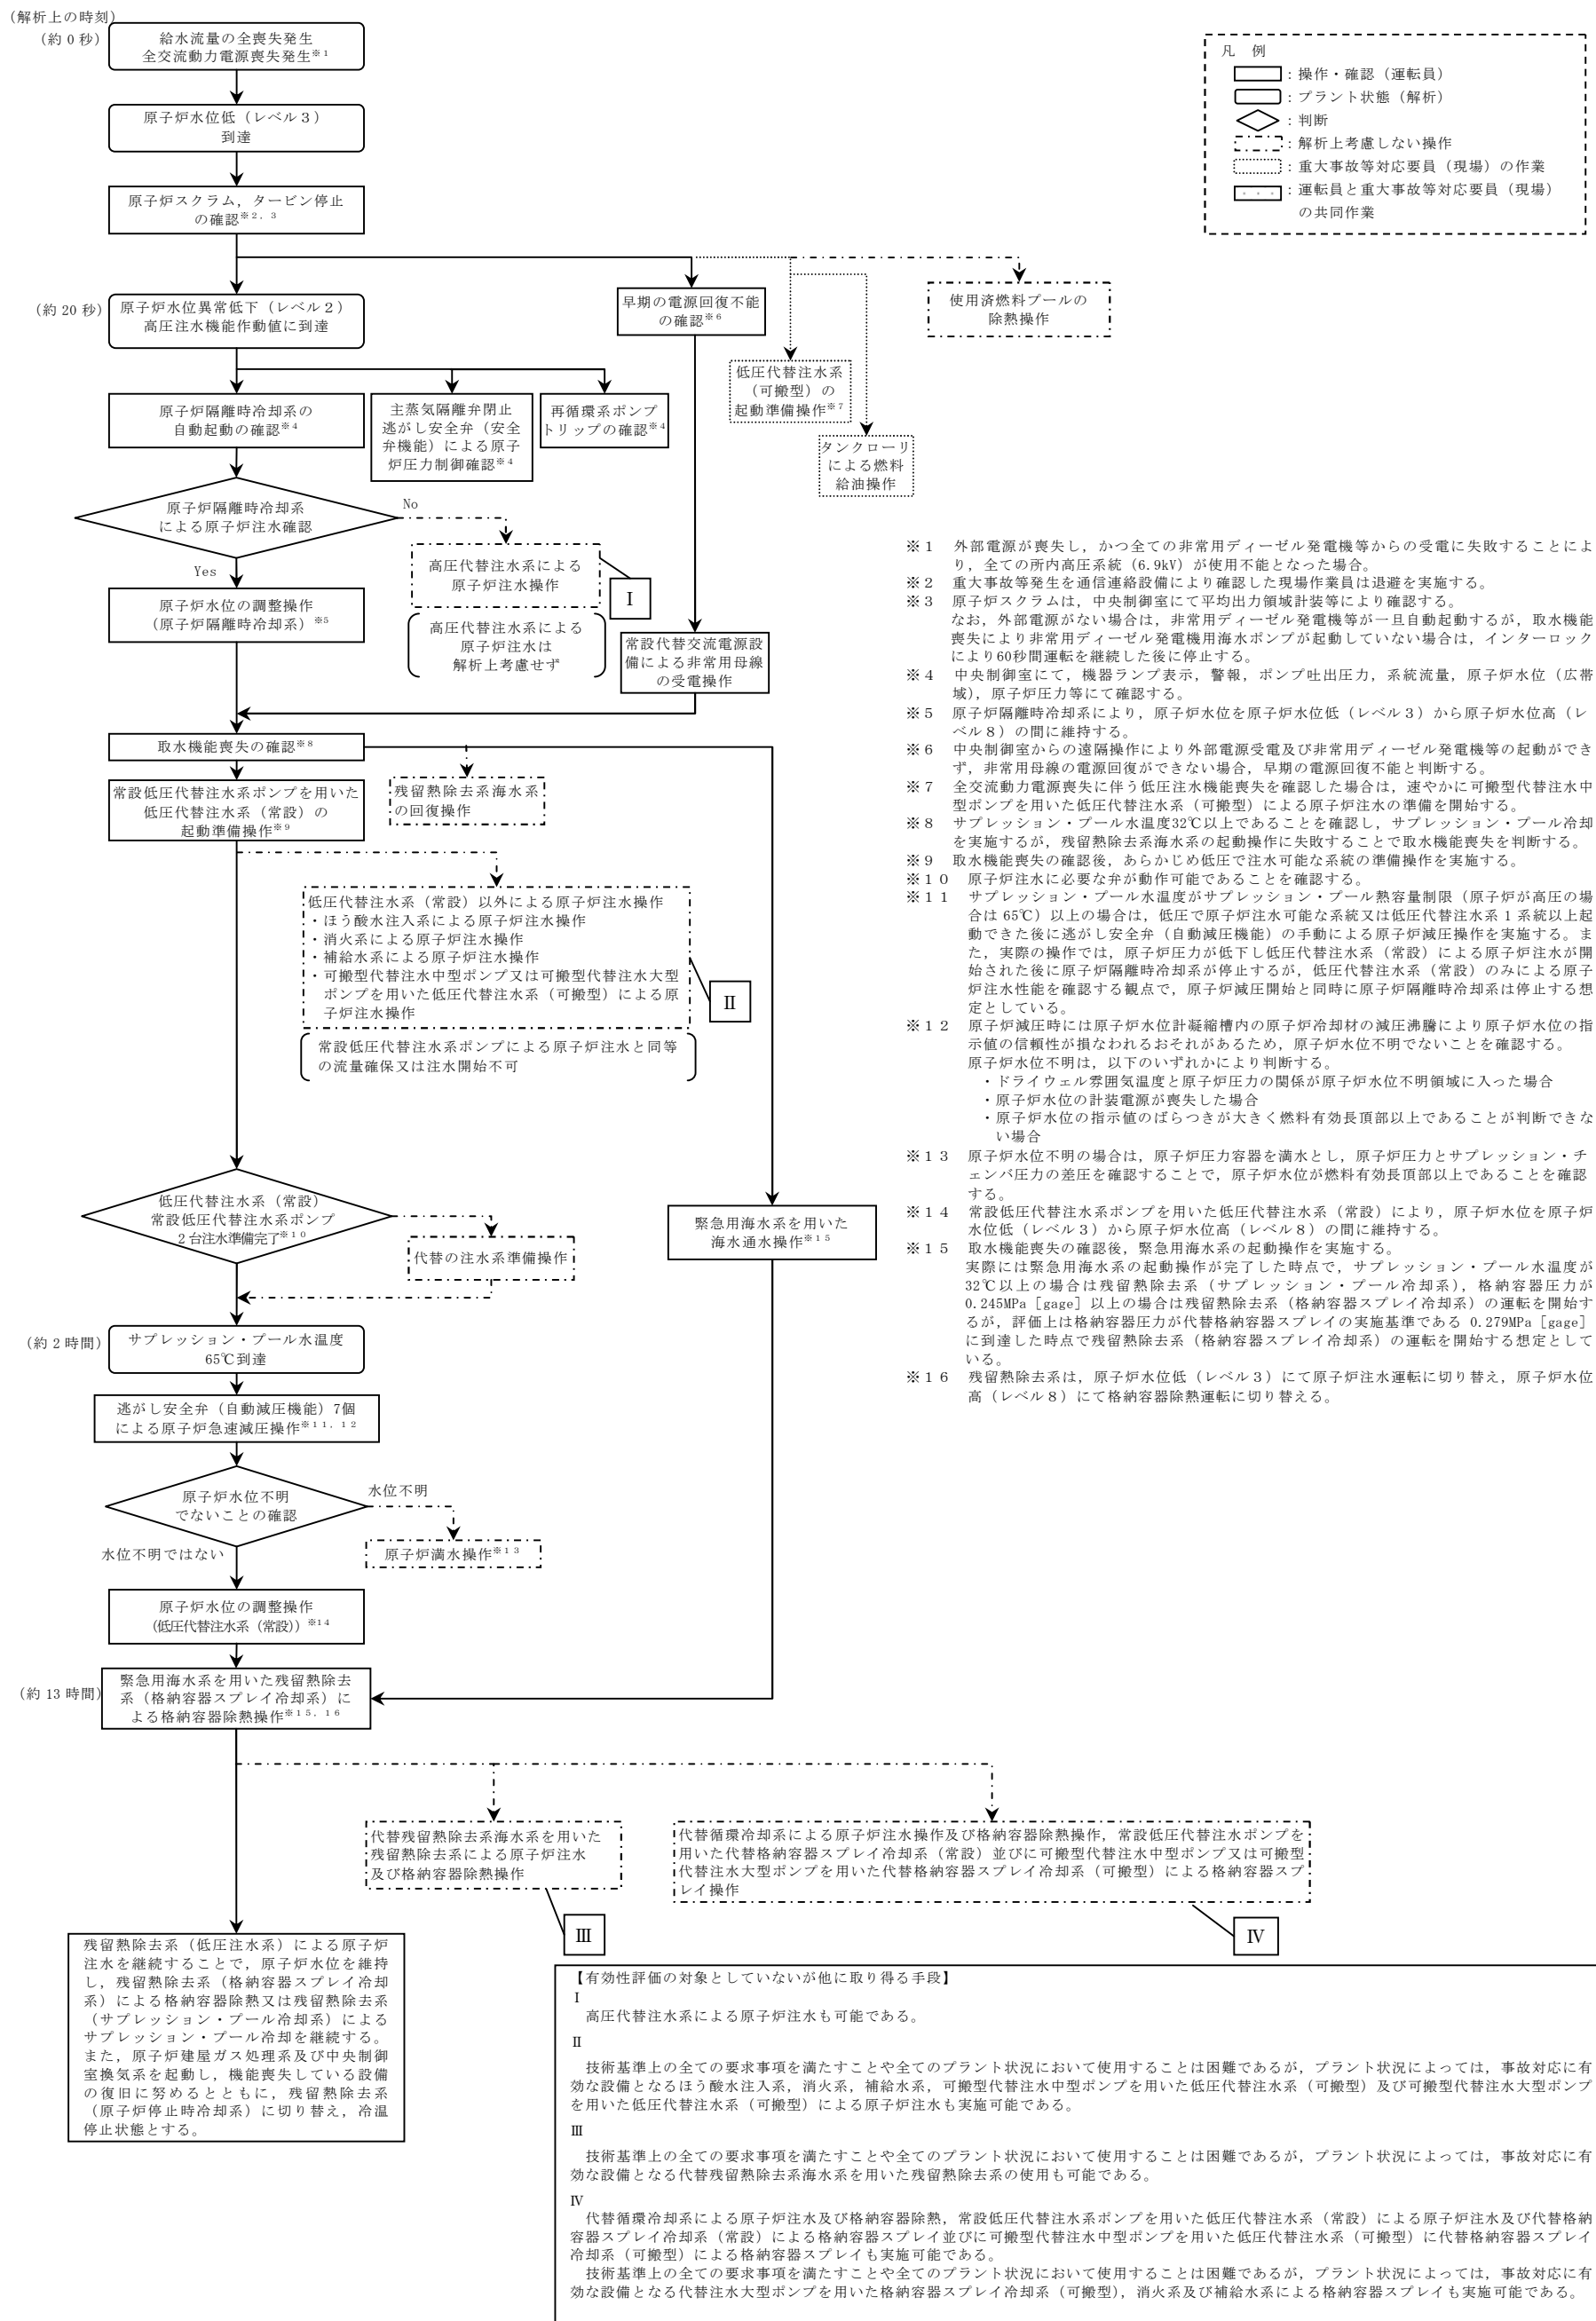 (解析上の時刻)
(約 0 秒)
給水流量の全喪失発生
全交流動力電源喪失発生※1
原子炉水位低(レベル3)
到達
原子炉スクラム,タービン停止
の確認※2,3
(約 20 秒)
原子炉水位異常低下(レベル2)
高圧注水機能作動値に到達
早期の電源回復不能
の確認※6
使用済燃料プールの
除熱操作
低圧代替注水系
(可搬型)の
起動準備操作※7
タンクローリ
による燃料
給油操作
原子炉隔離時冷却系の
自動起動の確認※4
主蒸気隔離弁閉止
逃がし安全弁(安全
弁機能)による原子
炉圧力制御確認※4
再循環系ポンプ
トリップの確認※4
原子炉隔離時冷却系
による原子炉注水確認
No
Yes
高圧代替注水系による
原子炉注水操作
Ⅰ
高圧代替注水系による
原子炉注水は
解析上考慮せず
原子炉水位の調整操作
(原子炉隔離時冷却系)※5
常設代替交流電源設
備による非常用母線
の受電操作
取水機能喪失の確認※8
残留熱除去系海水系
の回復操作
常設低圧代替注水系ポンプを用いた
低圧代替注水系(常設)の
起動準備操作※9
低圧代替注水系(常設)以外による原子炉注水操作
・ほう酸水注入系による原子炉注水操作
・消火系による原子炉注水操作
・補給水系による原子炉注水操作
・可搬型代替注水中型ポンプ又は可搬型代替注水大型
ポンプを用いた低圧代替注水系(可搬型)による原
子炉注水操作
Ⅱ
常設低圧代替注水系ポンプによる原子炉注水と同等
の流量確保又は注水開始不可
低圧代替注水系(常設)
常設低圧代替注水系ポンプ
2台注水準備完了※10
代替の注水系準備操作
緊急用海水系を用いた
海水通水操作※15
(約 2 時間)
サプレッション・プール水温度
65℃到達
逃がし安全弁(自動減圧機能)7個
による原子炉急速減圧操作※11,12
原子炉水位不明
でないことの確認
水位不明
水位不明ではない
原子炉満水操作※13
原子炉水位の調整操作
(低圧代替注水系(常設))※14
(約 13 時間)
緊急用海水系を用いた残留熱除去
系(格納容器スプレイ冷却系)に
よる格納容器除熱操作※15,16
代替残留熱除去系海水系を用いた
残留熱除去系による原子炉注水
及び格納容器除熱操作
Ⅲ
代替循環冷却系による原子炉注水操作及び格納容器除熱操作,常設低圧代替注水ポンプを
用いた代替格納容器スプレイ冷却系(常設)並びに可搬型代替注水中型ポンプ又は可搬型
代替注水大型ポンプを用いた代替格納容器スプレイ冷却系(可搬型)による格納容器スプ
レイ操作
Ⅳ
残留熱除去系(低圧注水系)による原子炉
注水を継続することで,原子炉水位を維持
し,残留熱除去系(格納容器スプレイ冷却
系)による格納容器除熱又は残留熱除去系
(サプレッション・プール冷却系)による
サプレッション・プール冷却を継続する。
また,原子炉建屋ガス処理系及び中央制御
室換気系を起動し,機能喪失している設備
の復旧に努めるとともに,残留熱除去系
(原子炉停止時冷却系)に切り替え,冷温
停止状態とする。
凡 例
:操作・確認(運転員)
:プラント状態(解析)
:判断
:解析上考慮しない操作
:重大事故等対応要員(現場)の作業
:運転員と重大事故等対応要員(現場)
の共同作業
※1 外部電源が喪失し,かつ全ての非常用ディーゼル発電機等からの受電に失敗することによ
り,全ての所内高圧系統(6.9kV)が使用不能となった場合。
※2 重大事故等発生を通信連絡設備により確認した現場作業員は退避を実施する。
※3 原子炉スクラムは,中央制御室にて平均出力領域計装等により確認する。
なお,外部電源がない場合は,非常用ディーゼル発電機等が一旦自動起動するが,取水機能
喪失により非常用ディーゼル発電機用海水ポンプが起動していない場合は,インターロック
により60秒間運転を継続した後に停止する。
※4 中央制御室にて,機器ランプ表示,警報,ポンプ吐出圧力,系統流量,原子炉水位(広帯
域),原子炉圧力等にて確認する。
※5 原子炉隔離時冷却系により,原子炉水位を原子炉水位低(レベル3)から原子炉水位高(レ
ベル8)の間に維持する。
※6 中央制御室からの遠隔操作により外部電源受電及び非常用ディーゼル発電機等の起動ができ
ず,非常用母線の電源回復ができない場合,早期の電源回復不能と判断する。
※7 全交流動力電源喪失に伴う低圧注水機能喪失を確認した場合は,速やかに可搬型代替注水中
型ポンプを用いた低圧代替注水系(可搬型)による原子炉注水の準備を開始する。
※8 サプレッション・プール水温度32℃以上であることを確認し,サプレッション・プール冷却
を実施するが,残留熱除去系海水系の起動操作に失敗することで取水機能喪失を判断する。
※9 取水機能喪失の確認後,あらかじめ低圧で注水可能な系統の準備操作を実施する。
※10 原子炉注水に必要な弁が動作可能であることを確認する。
※11 サプレッション・プール水温度がサプレッション・プール熱容量制限(原子炉が高圧の場
合は 65℃)以上の場合は,低圧で原子炉注水可能な系統又は低圧代替注水系1系統以上起
動できた後に逃がし安全弁(自動減圧機能)の手動による原子炉減圧操作を実施する。ま
た,実際の操作では,原子炉圧力が低下し低圧代替注水系(常設)による原子炉注水が開
始された後に原子炉隔離時冷却系が停止するが,低圧代替注水系(常設)のみによる原子
炉注水性能を確認する観点で,原子炉減圧開始と同時に原子炉隔離時冷却系は停止する想
定としている。
※12 原子炉減圧時には原子炉水位計凝縮槽内の原子炉冷却材の減圧沸騰により原子炉水位の指
示値の信頼性が損なわれるおそれがあるため,原子炉水位不明でないことを確認する。
原子炉水位不明は,以下のいずれかにより判断する。
・ドライウェル雰囲気温度と原子炉圧力の関係が原子炉水位不明領域に入った場合
・原子炉水位の計装電源が喪失した場合
・原子炉水位の指示値のばらつきが大きく燃料有効長頂部以上であることが判断できな
い場合
※13 原子炉水位不明の場合は,原子炉圧力容器を満水とし,原子炉圧力とサプレッション・チ
ェンバ圧力の差圧を確認することで,原子炉水位が燃料有効長頂部以上であることを確認
する。
※14 常設低圧代替注水系ポンプを用いた低圧代替注水系(常設)により,原子炉水位を原子炉
水位低(レベル3)から原子炉水位高(レベル8)の間に維持する。
※15 取水機能喪失の確認後,緊急用海水系の起動操作を実施する。
実際には緊急用海水系の起動操作が完了した時点で,サプレッション・プール水温度が
32℃以上の場合は残留熱除去系(サプレッション・プール冷却系),格納容器圧力が
0.245MPa[gage]以上の場合は残留熱除去系(格納容器スプレイ冷却系)の運転を開始す
るが,評価上は格納容器圧力が代替格納容器スプレイの実施基準である 0.279MPa[gage]
に到達した時点で残留熱除去系(格納容器スプレイ冷却系)の運転を開始する想定として
いる。
※16 残留熱除去系は,原子炉水位低(レベル3)にて原子炉注水運転に切り替え,原子炉水位
高(レベル8)にて格納容器除熱運転に切り替える。
【有効性評価の対象としていないが他に取り得る手段】
Ⅰ
高圧代替注水系による原子炉注水も可能である。
Ⅱ
技術基準上の全ての要求事項を満たすことや全てのプラント状況において使用することは困難であるが,プラント状況によっては,事故対応に有
効な設備となるほう酸水注入系,消火系,補給水系,可搬型代替注水中型ポンプを用いた低圧代替注水系(可搬型)及び可搬型代替注水大型ポンプ
を用いた低圧代替注水系(可搬型)による原子炉注水も実施可能である。
Ⅲ
技術基準上の全ての要求事項を満たすことや全てのプラント状況において使用することは困難であるが,プラント状況によっては,事故対応に有
効な設備となる代替残留熱除去系海水系を用いた残留熱除去系の使用も可能である。
Ⅳ
代替循環冷却系による原子炉注水及び格納容器除熱,常設低圧代替注水系ポンプを用いた低圧代替注水系(常設)による原子炉注水及び代替格納
容器スプレイ冷却系(常設)による格納容器スプレイ並びに可搬型代替注水中型ポンプを用いた低圧代替注水系(可搬型)に代替格納容器スプレイ
冷却系(可搬型)による格納容器スプレイも実施可能である。
技術基準上の全ての要求事項を満たすことや全てのプラント状況において使用することは困難であるが,プラント状況によっては,事故対応に有
効な設備となる代替注水大型ポンプを用いた格納容器スプレイ冷却系(可搬型),消火系及び補給水系による格納容器スプレイも実施可能である。